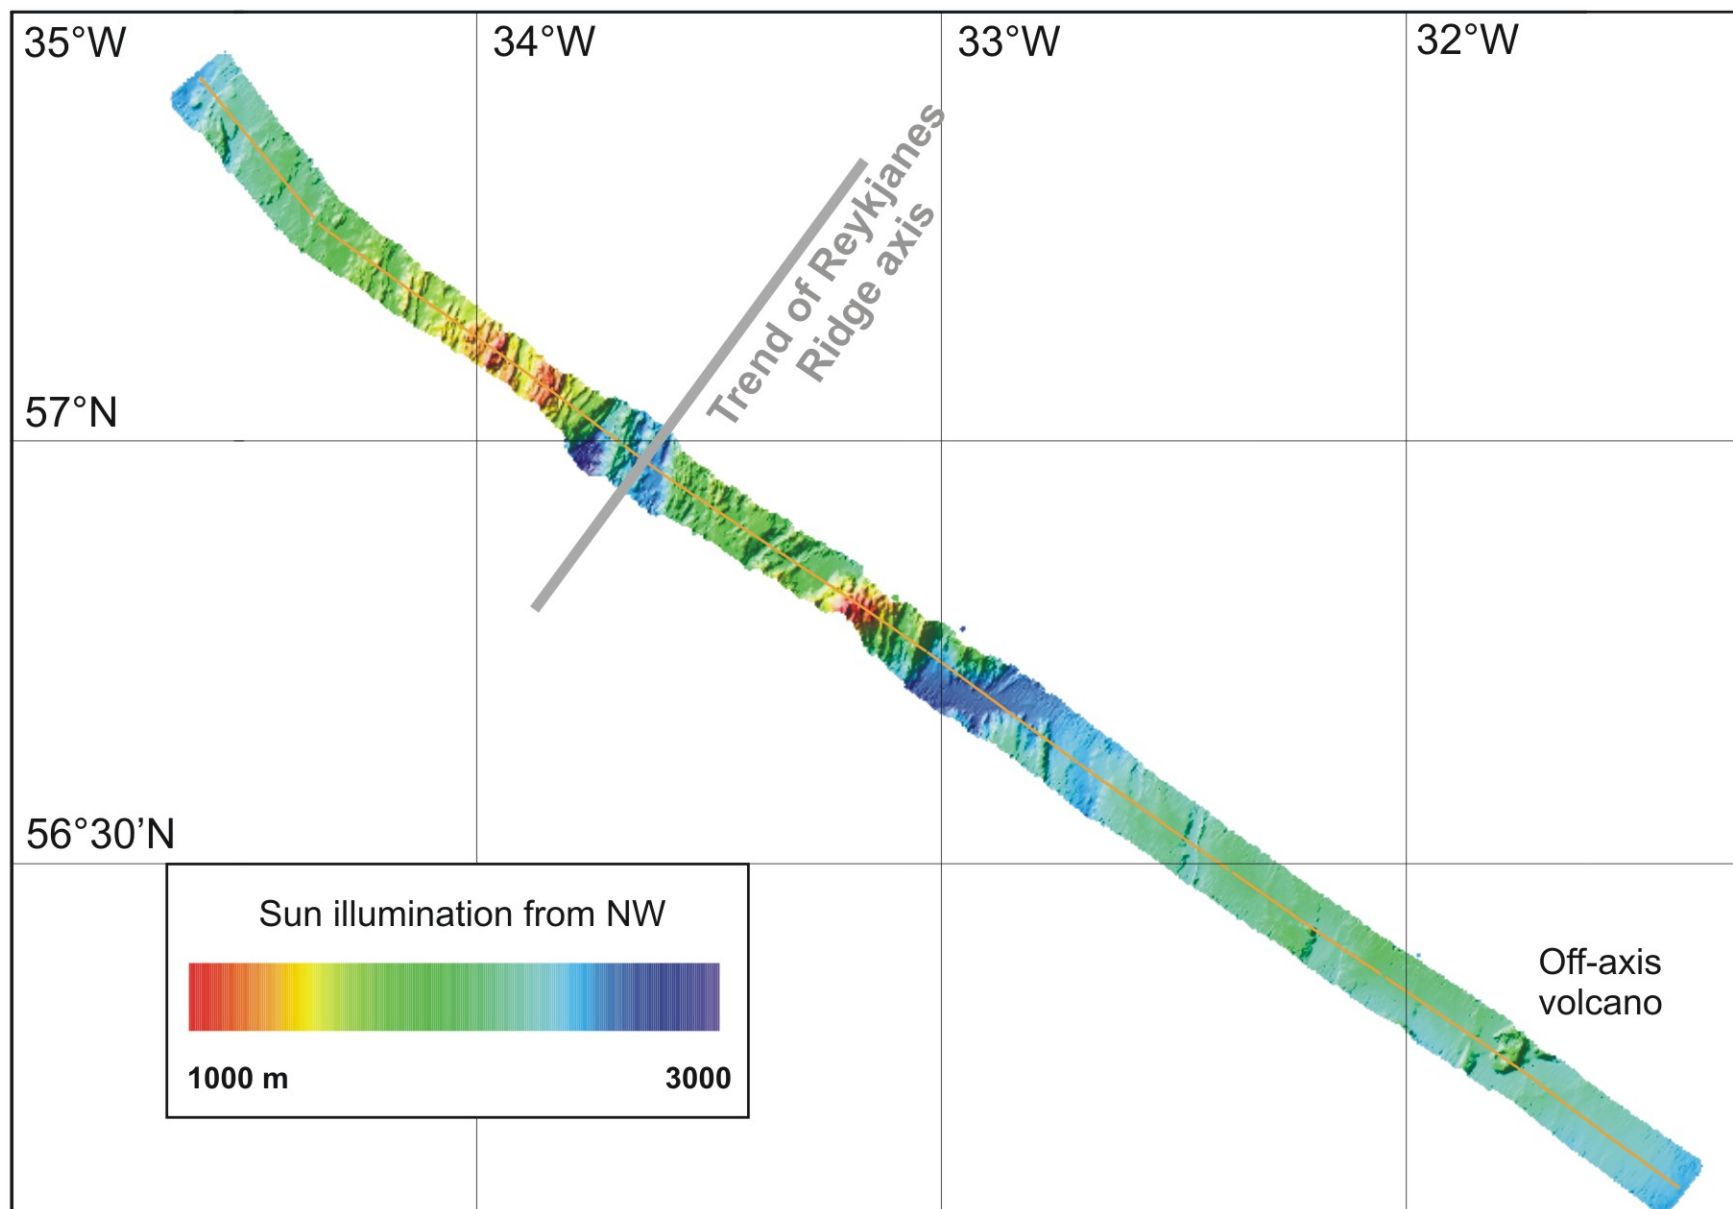 35°W
34°W
33°W
32°W
Trend of Reykjanes
Ridge axis
57°N
56°30’N
Sun illumination from NW
1000 m
3000
Off-axis
volcano